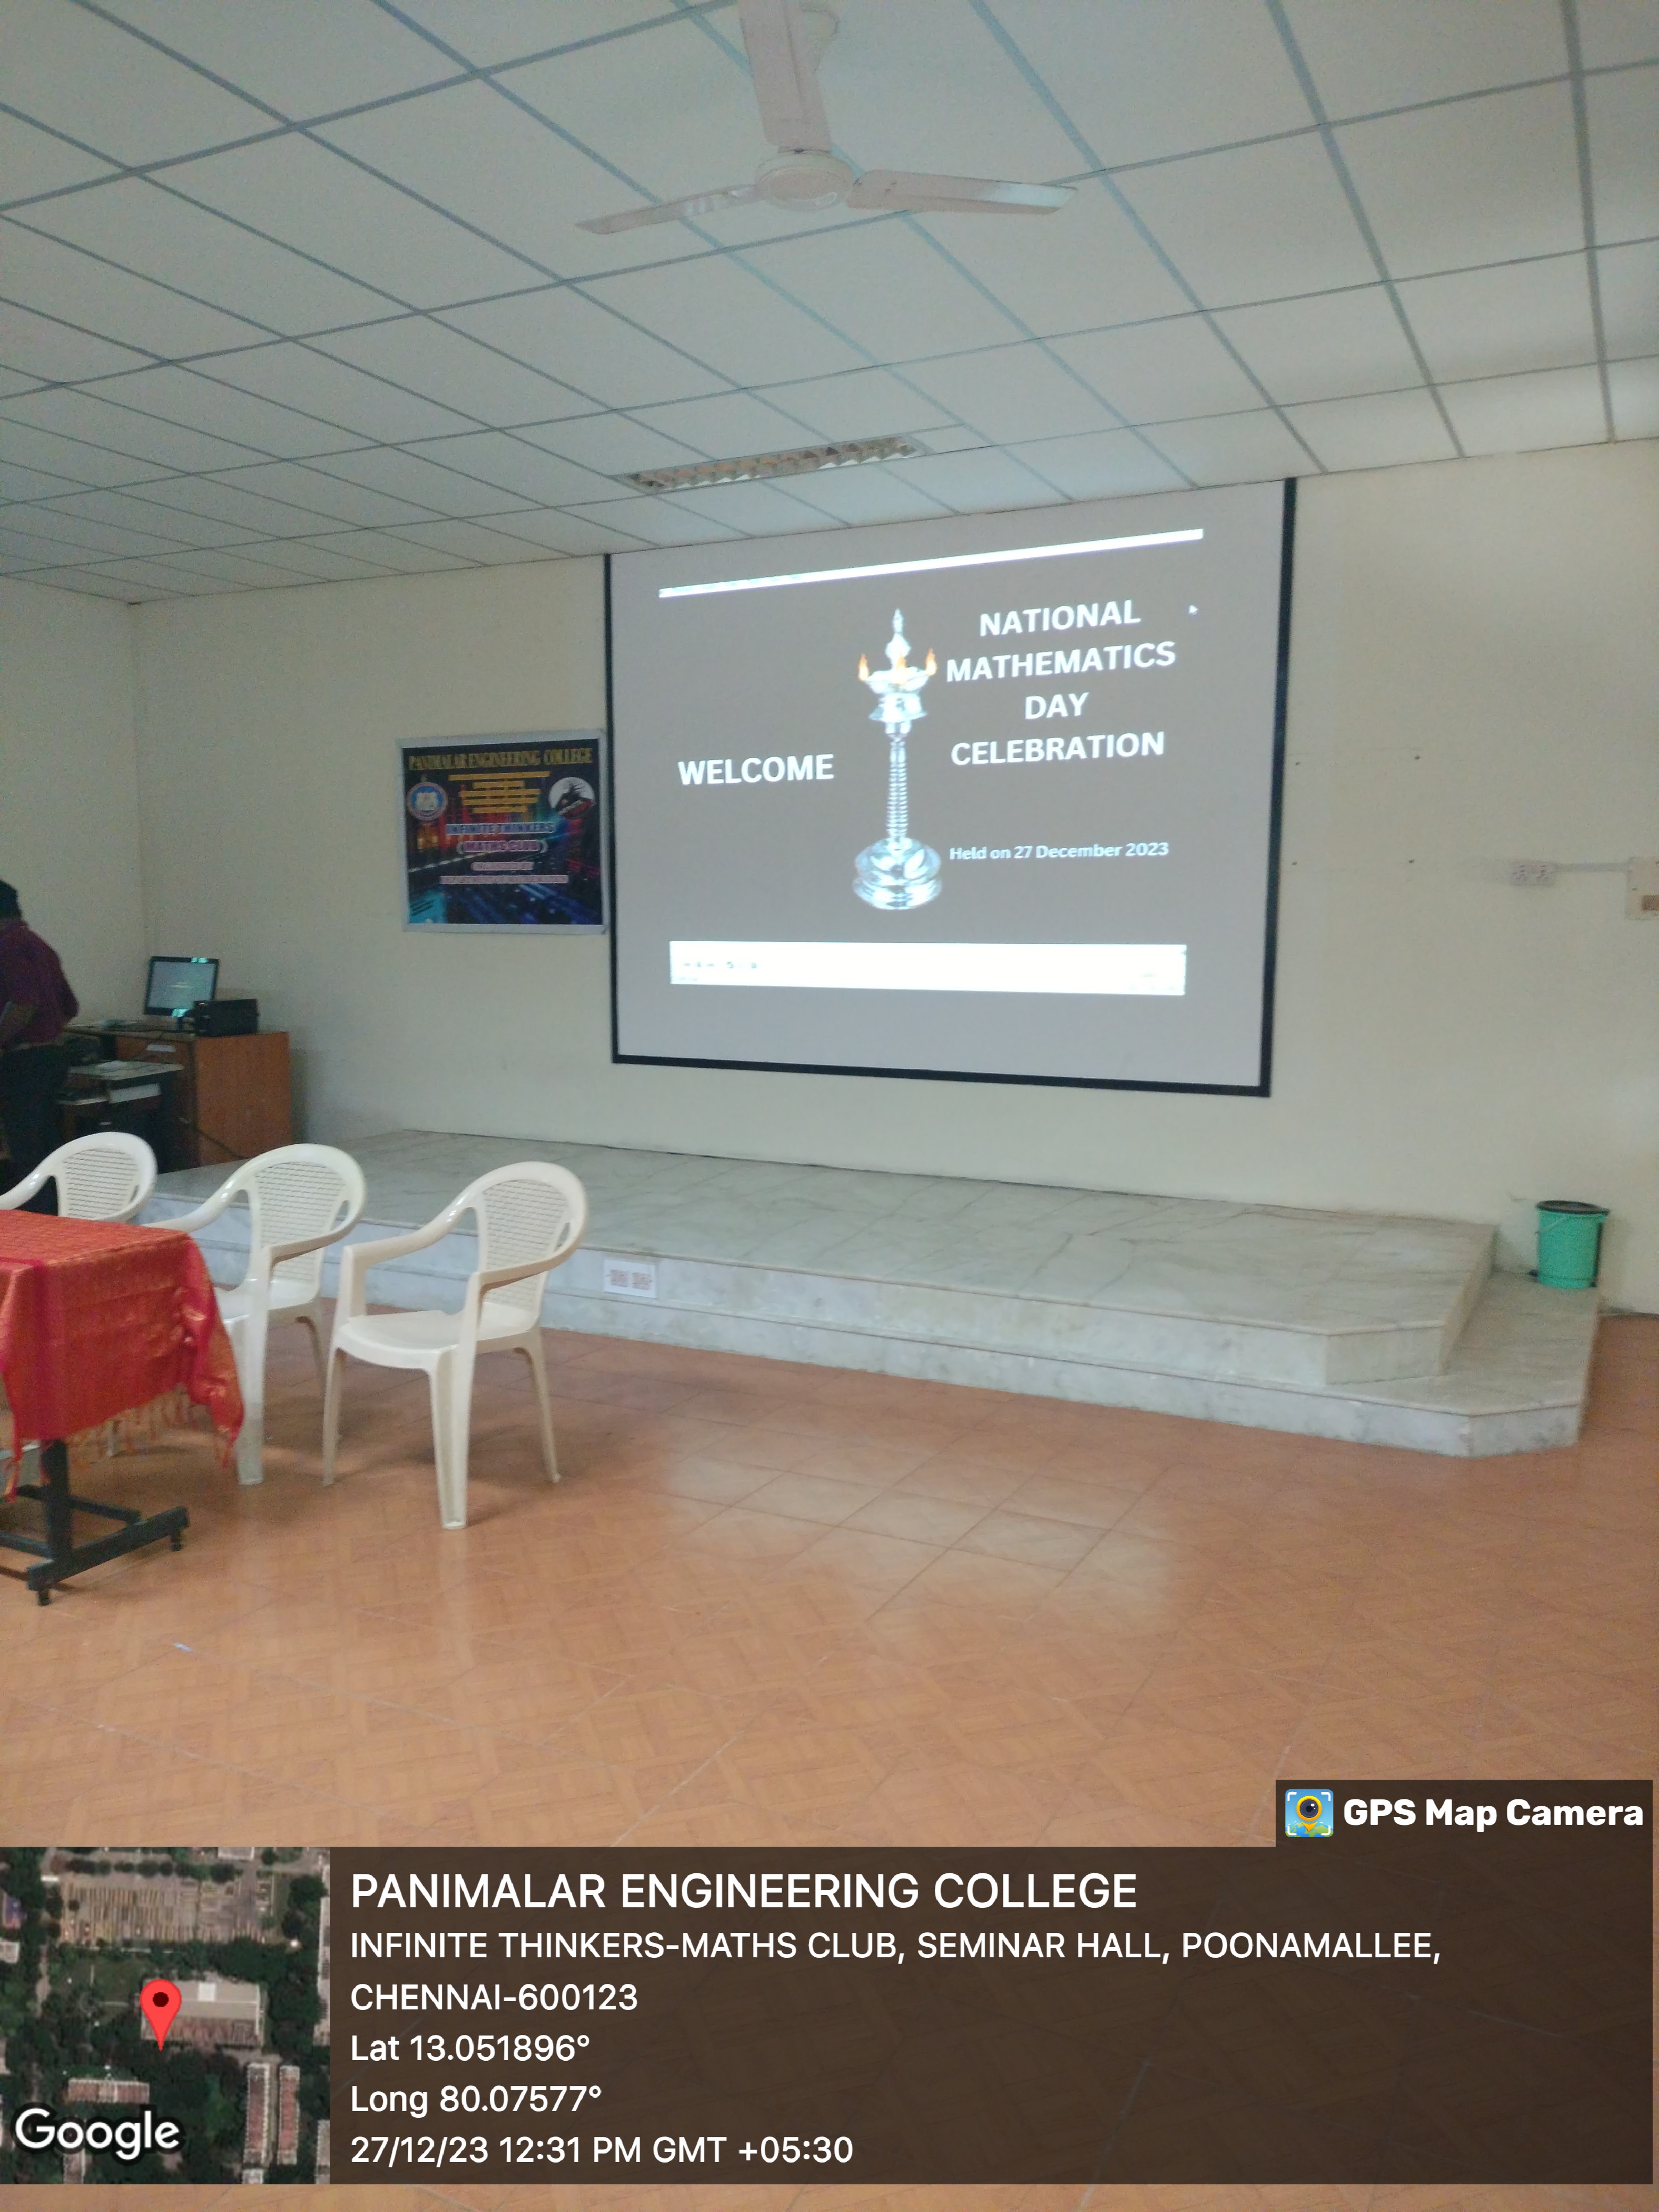 NATIONAL
MATHEMATICS
DAY
CELEBRATION
WELCOME
Held on 27 December 2023
PANIMALAR ENGINEERING COLLEGE
INFINITE THINKERS
(MATHS CLUB)
GPS Map Camera
PANIMALAR ENGINEERING COLLEGE
INFINITE THINKERS-MATHS CLUB, SEMINAR HALL, POONAMALLEE,
CHENNAI-600123
Lat 13.051896°
Long 80.07577°
27/12/23 12:31 PM GMT +05:30
Google